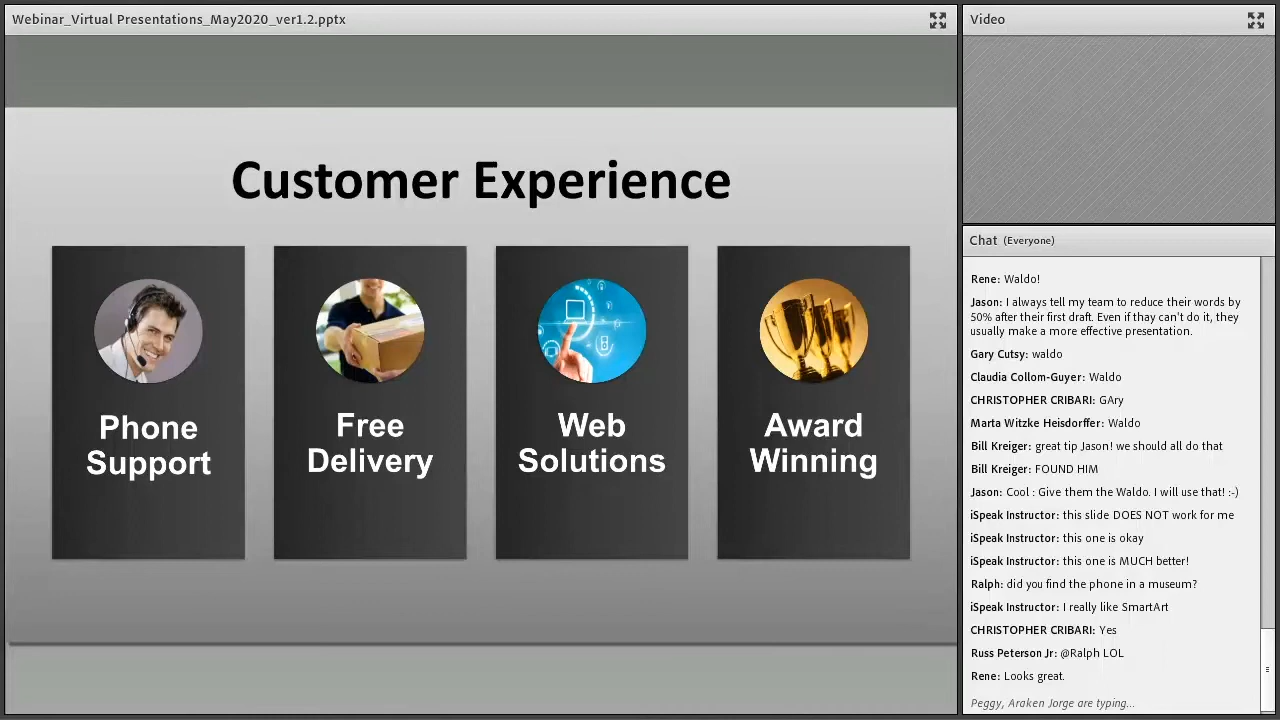 Webinar_Virtual Presentations_May2020_ver1.2.pptx
Customer Experience
Phone
Support
Free
Delivery
Web
Solutions
Award
Winning
Video
Chat (Everyone)
Rene: Waldo!
Jason: I always tell my team to reduce their words by
50% after their first draft. Even if thay can't do it, they
usually make a more effective presentation.
Gary Cutsy: waldo
Claudia Collom-Guyer: Waldo
CHRISTOPHER CRIBARI: GAry
Marta Witzke Heisdorffer: Waldo
Bill Kreiger: great tip Jason! we should all do that
Bill Kreiger: FOUND HIM
Jason: Cool : Give them the Waldo. I will use that! :-)
iSpeak Instructor: this slide DOES NOT work for me
iSpeak Instructor: this one is okay
iSpeak Instructor: this one is MUCH better!
Ralph: did you find the phone in a museum?
iSpeak Instructor: I really like SmartArt
CHRISTOPHER CRIBARI: Yes
Russ Peterson Jr: @Ralph LOL
Rene: Looks great.
Peggy, Araken Jorge are typing...